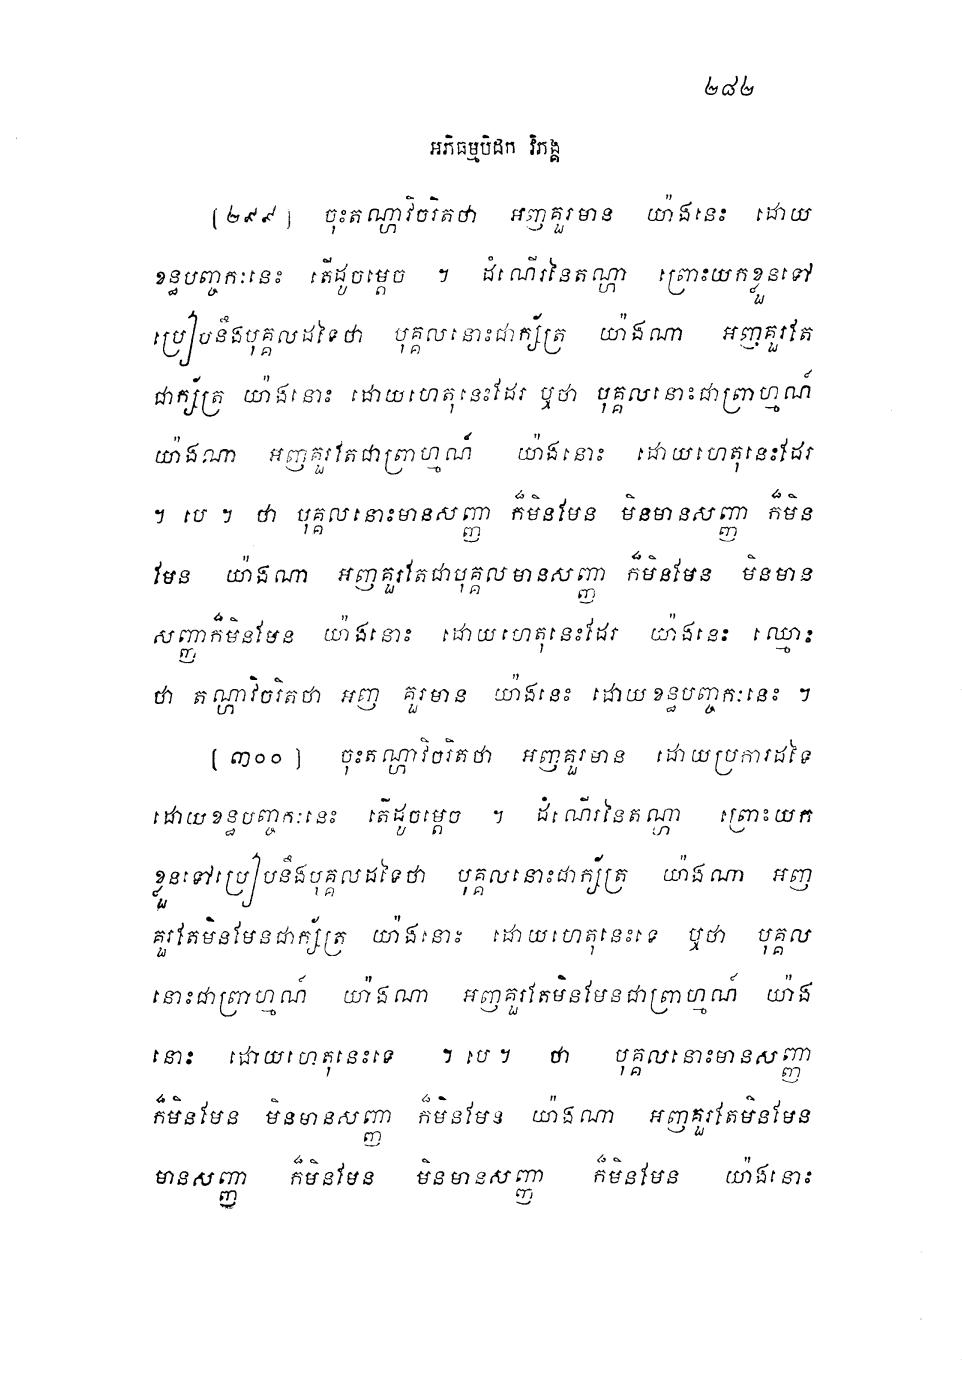 ២៨២
អភិធម្មបិដក វិភង្គ
[២៩៩] ចុះតណ្ហាវិចរិតថា អញគួរមាន យ៉ាងនេះ ដោយ
ខន្ធបញ្ចកៈនេះ តើដូចម្តេច ។ ដំណើរនៃតណ្ហា ព្រោះយកខ្លួនទៅ
ប្រៀបនឹងបុគ្គលដទៃថា បុគ្គលនោះជាក្ស័ត្រ យ៉ាងណា អញគួរតែ
ជាក្ស័ត្រ យ៉ាងនោះ ដោយហេតុនេះដែរ ឬថា បុគ្គលនោះជាព្រាហ្មណ៍
យ៉ាងណា អញគួរតែជាព្រាហ្មណ៍ យ៉ាងនោះ ដោយហេតុនេះដែរ
។ បេ ។ ថា បុគ្គលនោះមានសញ្ញា ក៏មិនមែន មិនមានសញ្ញា ក៏មិន
មែន យ៉ាងណា អញគួរតែជាបុគ្គលមានសញ្ញា ក៏មិនមែន មិនមាន
សញ្ញាក៏មិនមែន យ៉ាងនោះ ដោយហេតុនេះដែរ យ៉ាងនេះ ឈ្មោះ
ថា តណ្ហាវិចរិតថា អញ គួរមាន យ៉ាងនេះ ដោយខន្ធបញ្ចកៈនេះ ។
[៣០០] ចុះតណ្ហាវិចរិតថា អញគួរមាន ដោយប្រការដទៃ
ដោយខន្ធបញ្ចកៈនេះ តើដូចម្តេច ។ ដំណើរនៃតណ្ហា ព្រោះយក
ខ្លួនទៅប្រៀបនឹងបុគ្គលដទៃថា បុគ្គលនោះជាក្ស័ត្រ យ៉ាងណា អញ
គួរតែមិនមែនជាក្ស័ត្រ យ៉ាងនោះ ដោយហេតុនេះទេ ឬថា បុគ្គល
នោះជាព្រាហ្មណ៍ យ៉ាងណា អញគួរតែមិនមែនជាព្រាហ្មណ៍ យ៉ាង
នោះ ដោយហេតុនេះទេ ។ បេ ។ ថា បុគ្គលនោះមានសញ្ញា
ក៏មិនមែន មិនមានសញ្ញា ក៏មិនមែន យ៉ាងណា អញគួរតែមិនមែន
មានសញ្ញា ក៏មិនមែន មិនមានសញ្ញា ក៏មិនមែន យ៉ាងនោះ